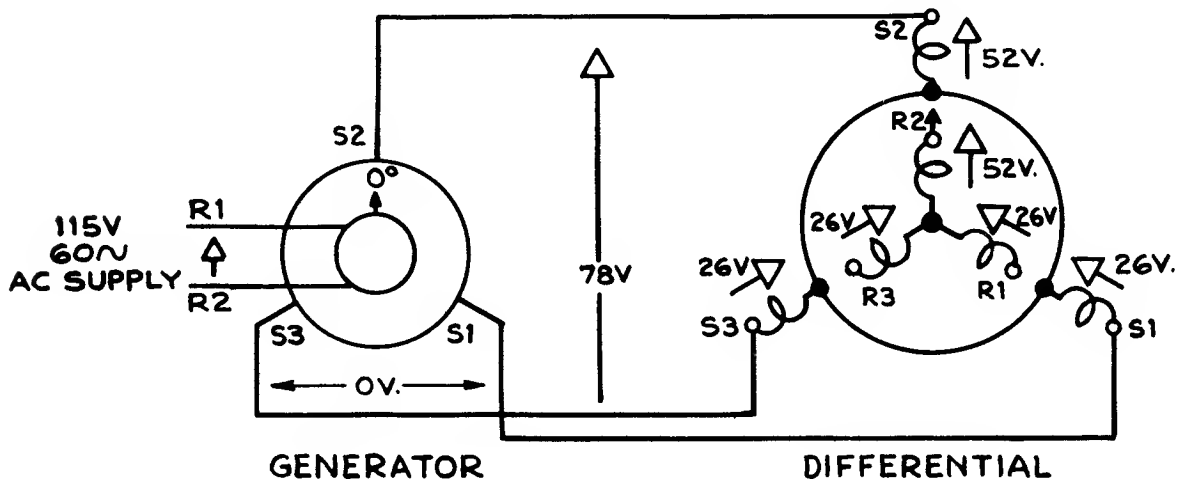 S2
52V.
R2
52V.
S2
0°
115V
60~
AC SUPPLY
R1
R2
26V
26V
78V
26V
26V.
R3
R1
S3
S1
S3
S1
0V.
GENERATOR
DIFFERENTIAL